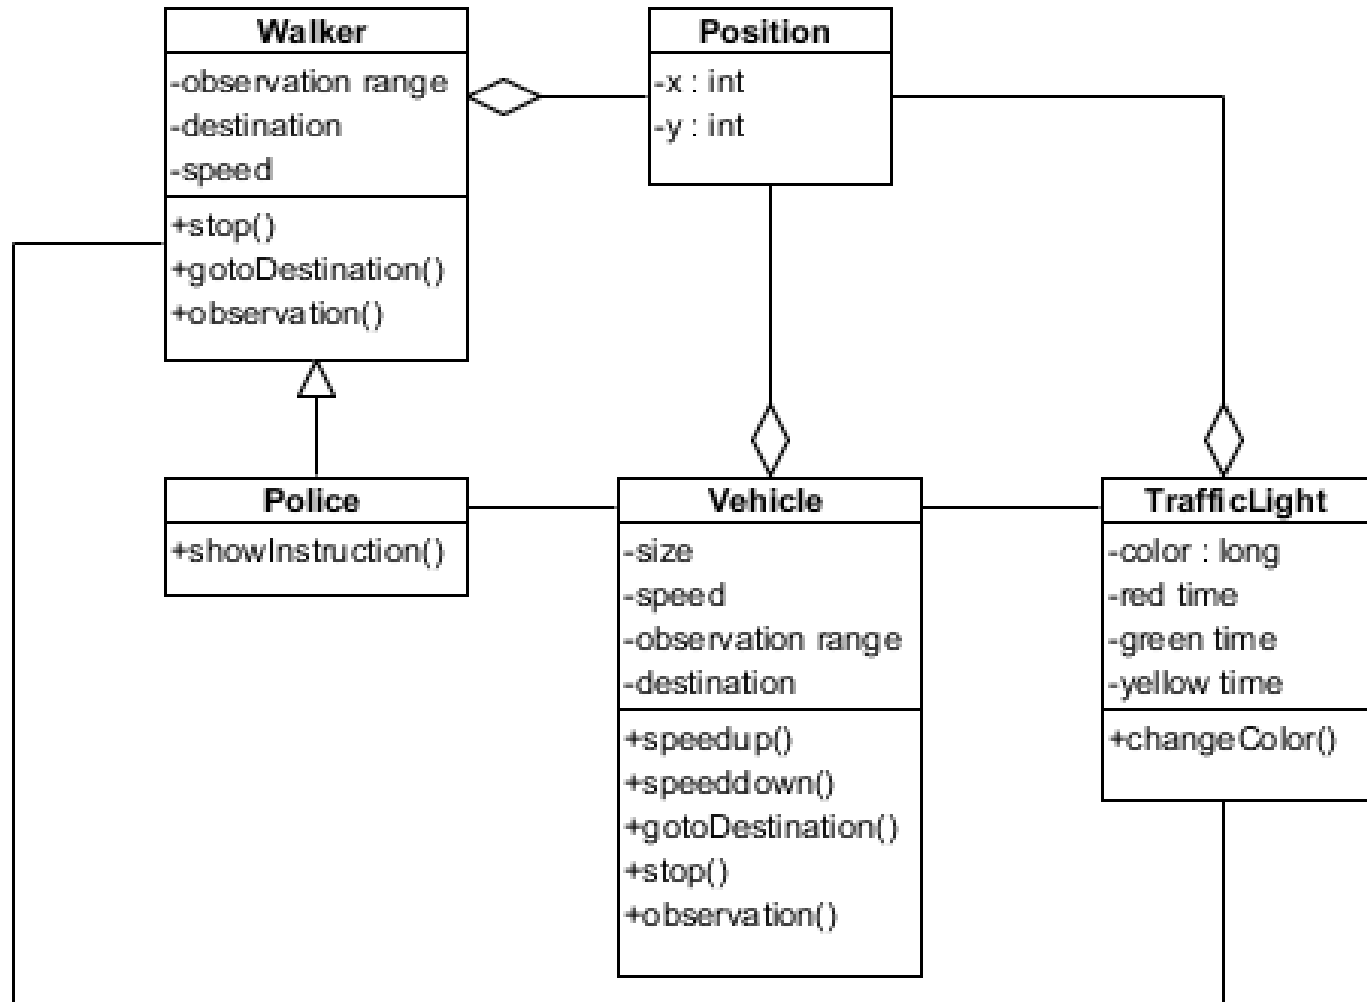 Walker
-observation range
-destination
-speed
+stop()
+gotoDestination()
+observation()
Position
-x : int
-y : int
Police
+showInstruction()
Vehicle
-size
-speed
-observation range
-destination
+speedup()
+speeddown()
+gotoDestination()
+stop()
+observation()
TrafficLight
-color : long
-red time
-green time
-yellow time
+changeColor()